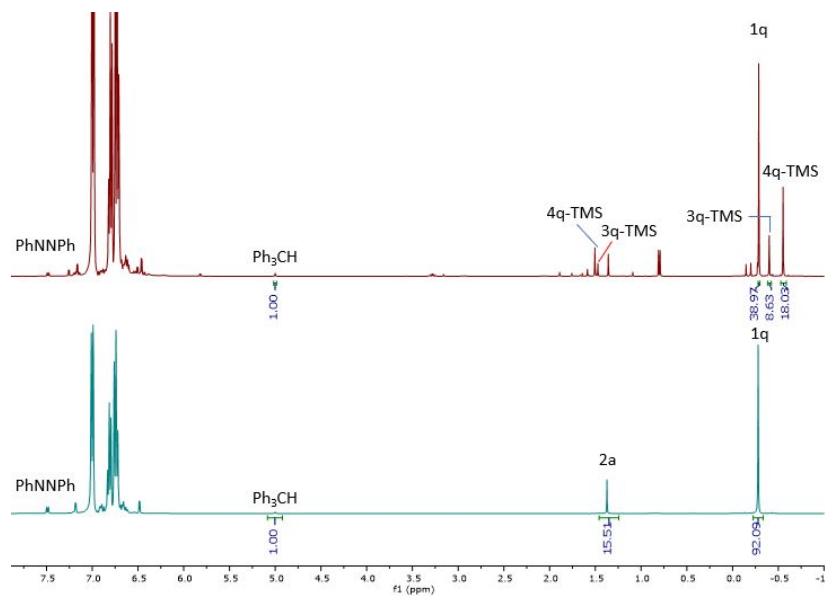 1q
4q-TMS
4q-TMS
3q-TMS
3q-TMS
PhNNPh
Ph₃CH
1.00
38.97
8.63
18.03
1q
2a
PhNNPh
Ph₃CH
1.00
15.51
92.09
7.5 7.0 6.5 6.0 5.5 5.0 4.5 4.0 3.5 3.0 2.5 2.0 1.5 1.0 0.5 0.0 -0.5 -1
f1 (ppm)